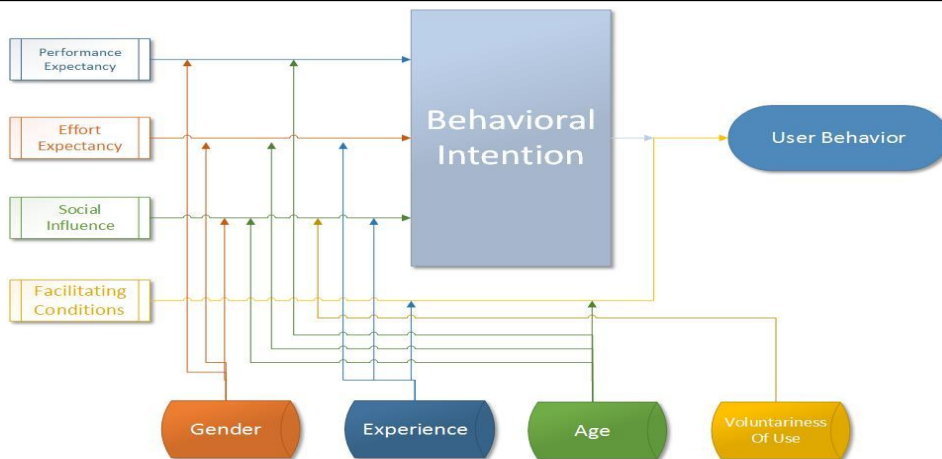 Performance
Expectancy
Effort
Expectancy
Social
Influence
Facilitating
Conditions
Behavioral
Intention
User Behavior
Gender
Experience
Age
Voluntariness
Of Use